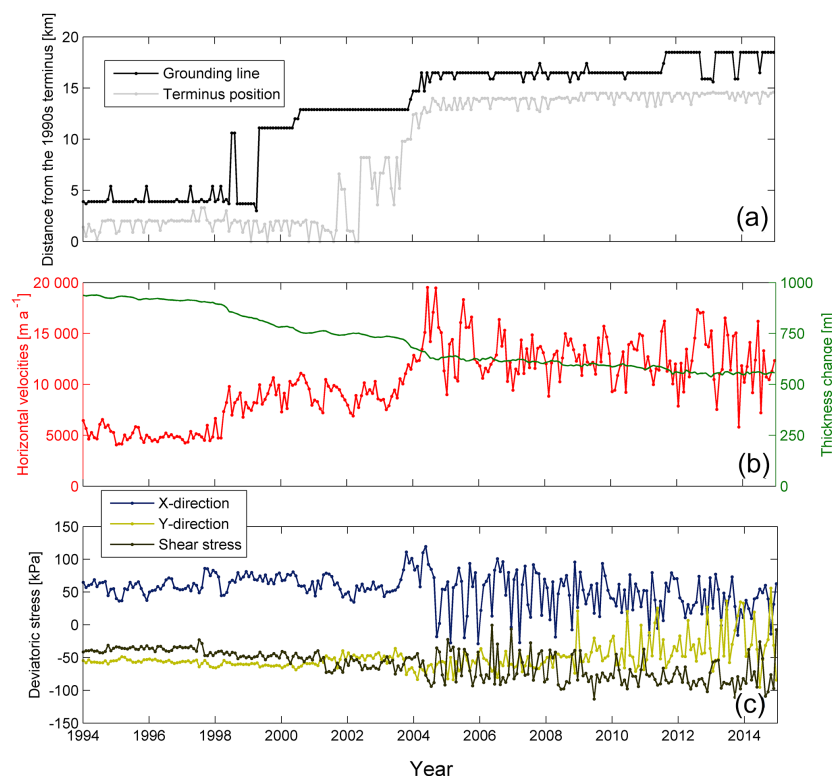 20
15
10
5
0
Distance from the 1990s terminus [km]
Grounding line
Terminus position
(a)
20 000
15 000
10 000
5000
0
Horizontal velocities [m a⁻¹]
1000
750
500
250
0
Thickness change [m]
(b)
X-direction
Y-direction
Shear stress
150
100
50
0
-50
-100
-150
Deviatoric stress [kPa]
(c)
1994 1996 1998 2000 2002 2004 2006 2008 2010 2012 2014
Year